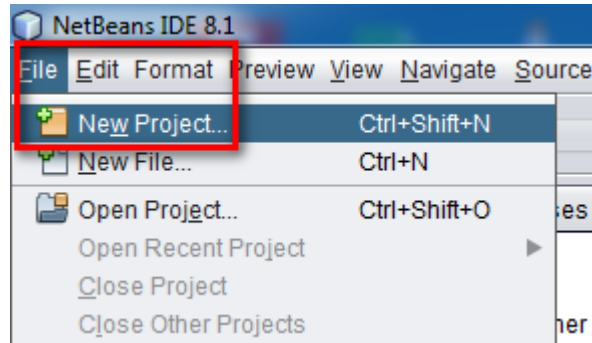 NetBeans IDE 8.1
File Edit Format Preview View Navigate Source
New Project... Ctrl+Shift+N
New File... Ctrl+N
Open Project... Ctrl+Shift+O
Open Recent Project
Close Project
Close Other Projects